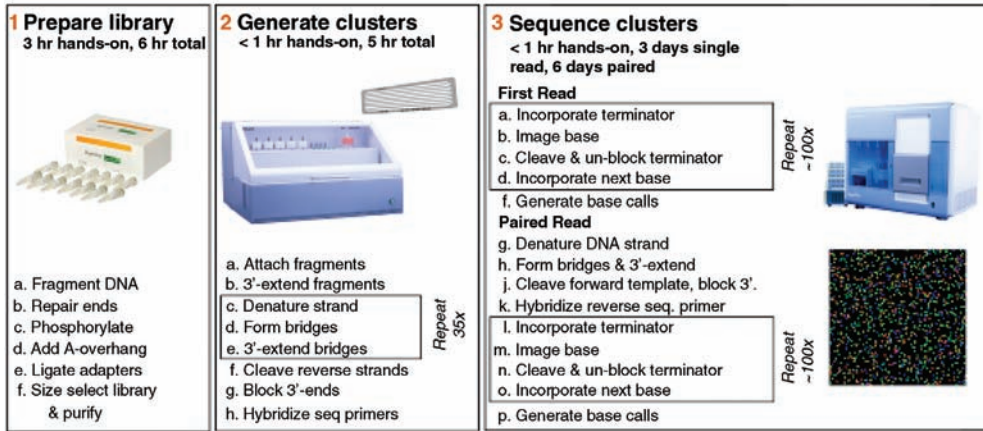 1 Prepare library
3 hr hands-on, 6 hr total
a. Fragment DNA
b. Repair ends
c. Phosphorylate
d. Add A-overhang
e. Ligate adapters
f. Size select library
& purify
2 Generate clusters
< 1 hr hands-on, 5 hr total
a. Attach fragments
b. 3'-extend fragments
c. Denature strand
d. Form bridges
e. 3'-extend bridges
Repeat
35x
f. Cleave reverse strands
g. Block 3'-ends
h. Hybridize seq primers
3 Sequence clusters
< 1 hr hands-on, 3 days single
read, 6 days paired
First Read
a. Incorporate terminator
b. Image base
c. Cleave & un-block terminator
d. Incorporate next base
Repeat
~100x
f. Generate base calls
Paired Read
g. Denature DNA strand
h. Form bridges & 3'-extend
j. Cleave forward template, block 3'.
k. Hybridize reverse seq. primer
l. Incorporate terminator
m. Image base
n. Cleave & un-block terminator
o. Incorporate next base
Repeat
~100x
p. Generate base calls